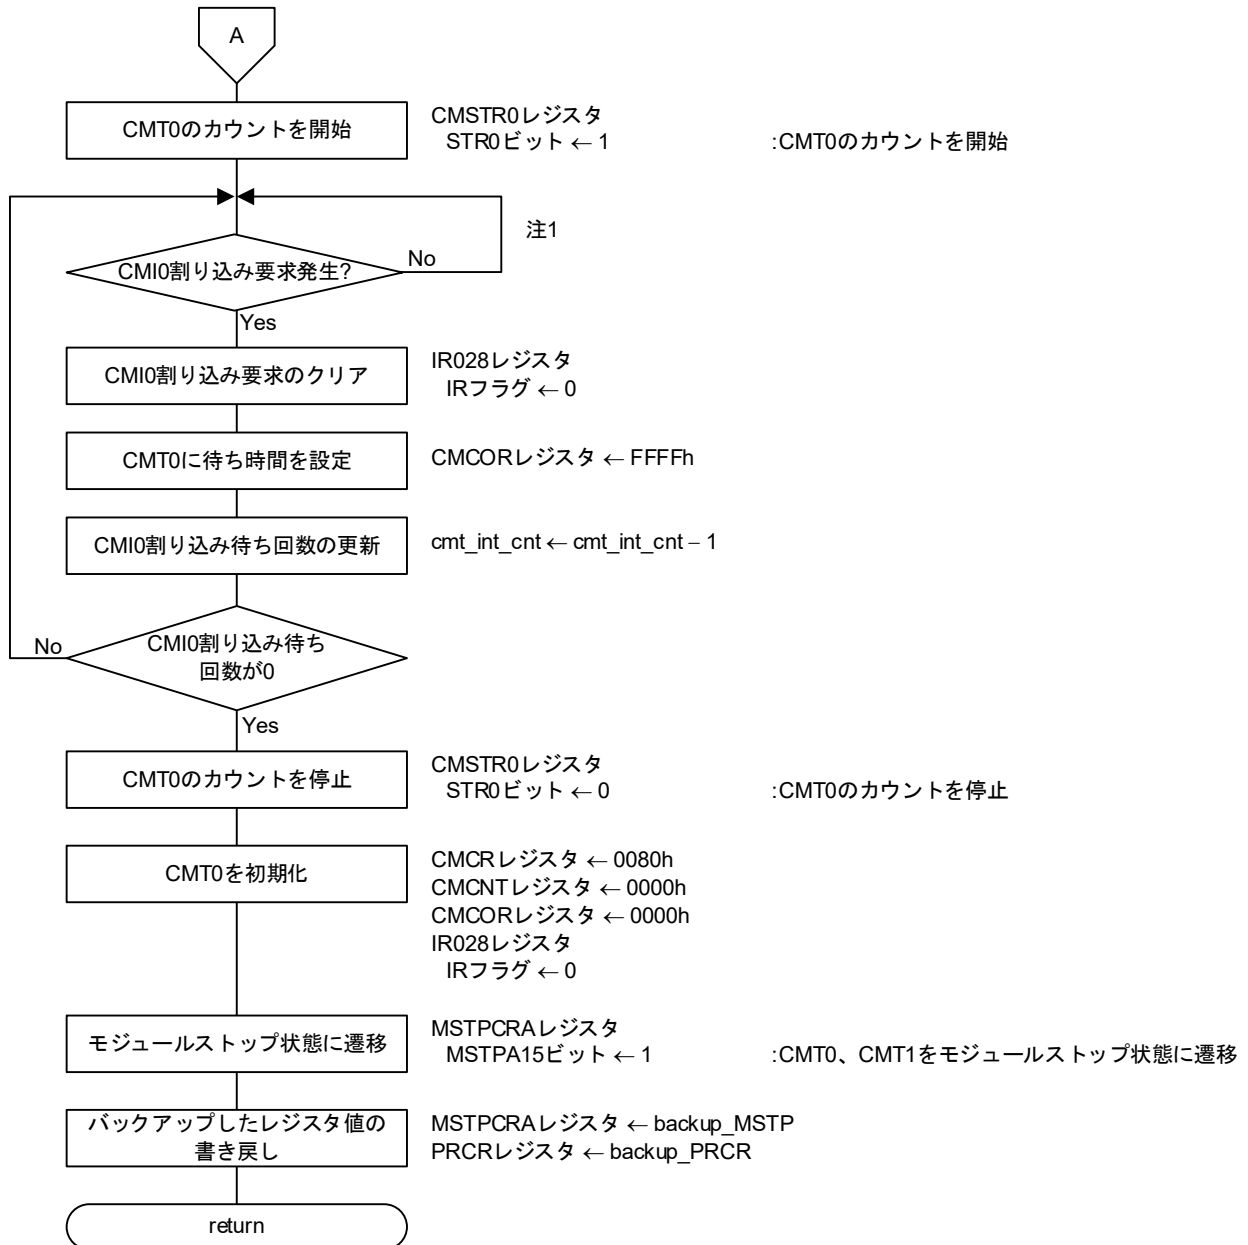 A
CMT0のカウントを開始
CMSTR0レジスタ
STR0ビット ← 1 :CMT0のカウントを開始
注1
CMI0割り込み要求発生?
No
Yes
CMI0割り込み要求のクリア
IR028レジスタ
IRフラグ ← 0
CMT0に待ち時間を設定
CMCORレジスタ ← FFFFh
CMI0割り込み待ち回数の更新
cmt_int_cnt ← cmt_int_cnt – 1
No
CMI0割り込み待ち
回数が0
Yes
CMT0のカウントを停止
CMSTR0レジスタ
STR0ビット ← 0 :CMT0のカウントを停止
CMT0を初期化
CMCRレジスタ ← 0080h
CMCNTレジスタ ← 0000h
CMCORレジスタ ← 0000h
IR028レジスタ
IRフラグ ← 0
モジュールストップ状態に遷移
MSTPCRAレジスタ
MSTPA15ビット ← 1 :CMT0、CMT1をモジュールストップ状態に遷移
バックアップしたレジスタ値の
書き戻し
MSTPCRAレジスタ ← backup_MSTP
PRCRレジスタ ← backup_PRCR
return